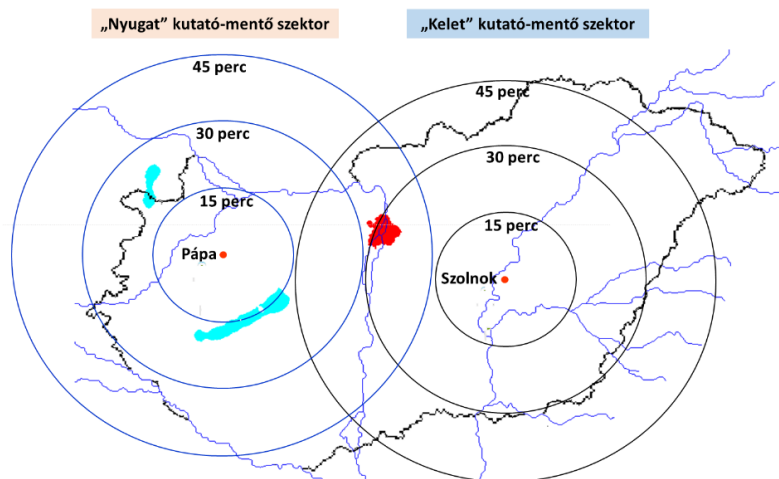 „Nyugat” kutató-mentő szektor
„Kelet” kutató-mentő szektor
45 perc
30 perc
15 perc
Pápa
45 perc
30 perc
15 perc
Szolnok